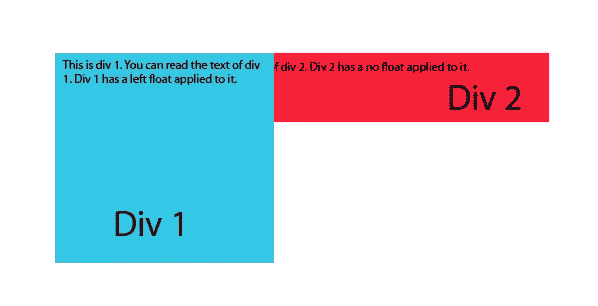 This is div 1. You can read the text of div
1. Div 1 has a left float applied to it.
of div 2. Div 2 has a no float applied to it.
Div 2
Div 1